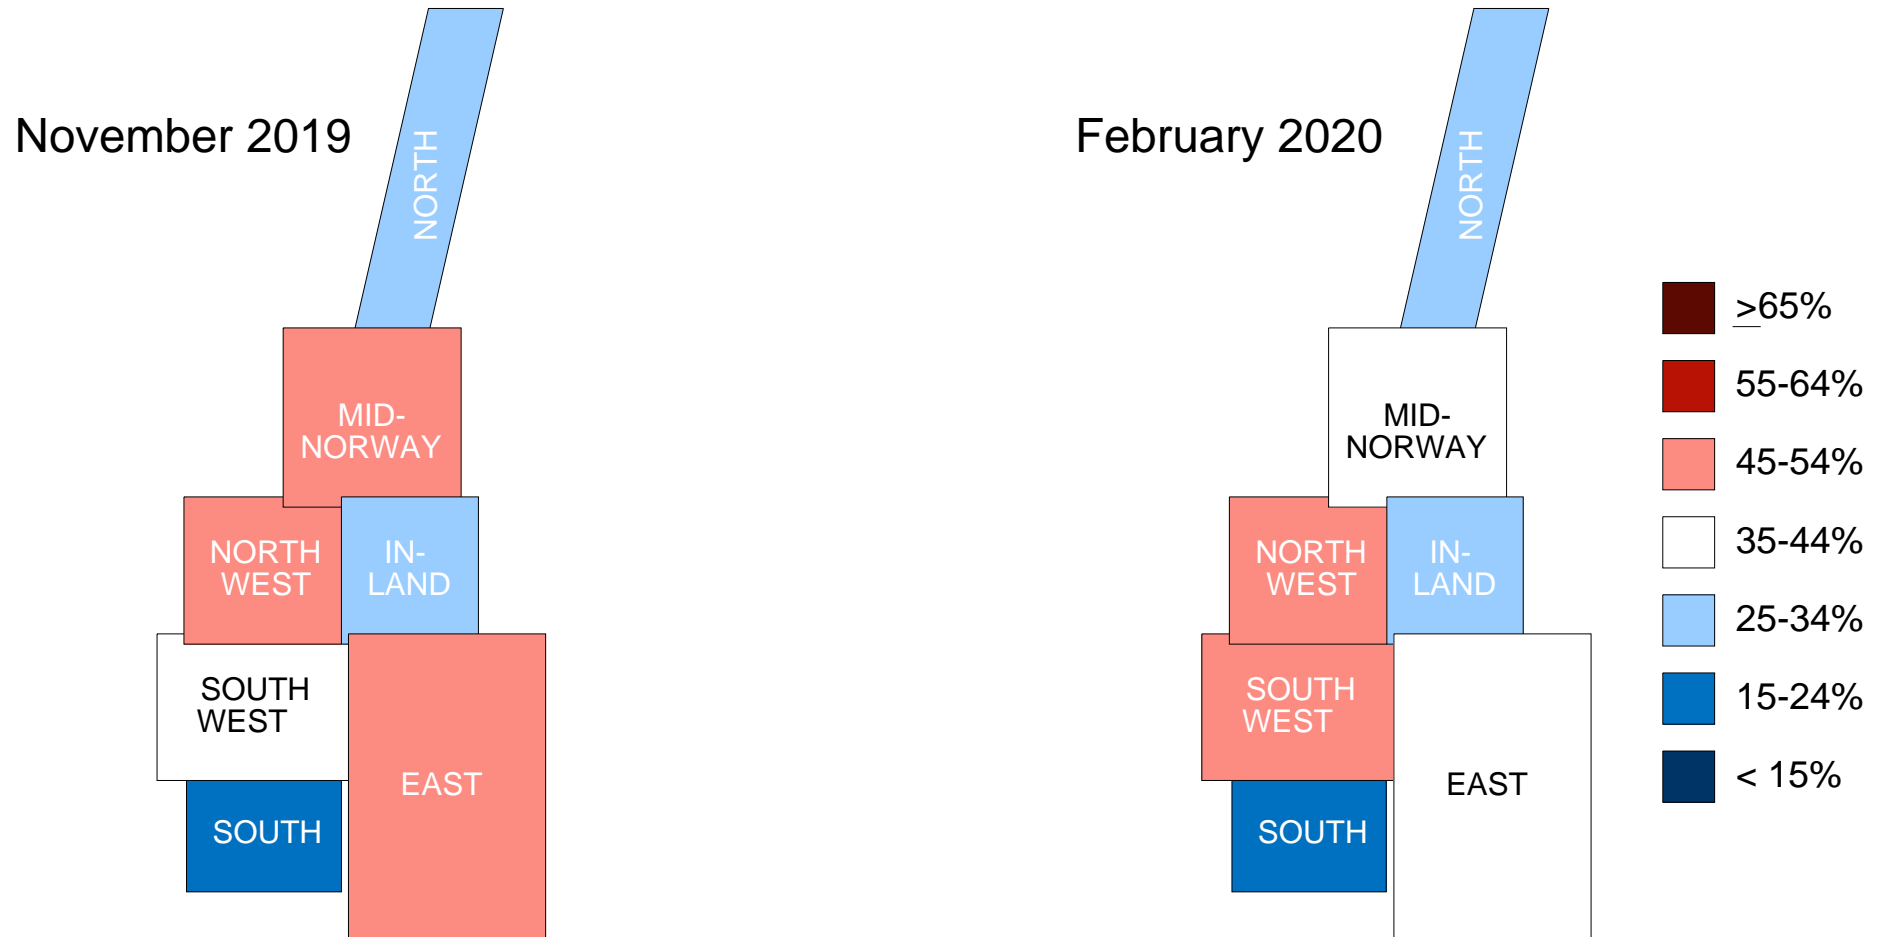 November 2019
NORTH
MID-
NORWAY
NORTH
WEST
IN-
LAND
SOUTH
WEST
EAST
SOUTH
February 2020
NORTH
MID-
NORWAY
NORTH
WEST
IN-
LAND
SOUTH
WEST
EAST
SOUTH
>65%
55-64%
45-54%
35-44%
25-34%
15-24%
< 15%